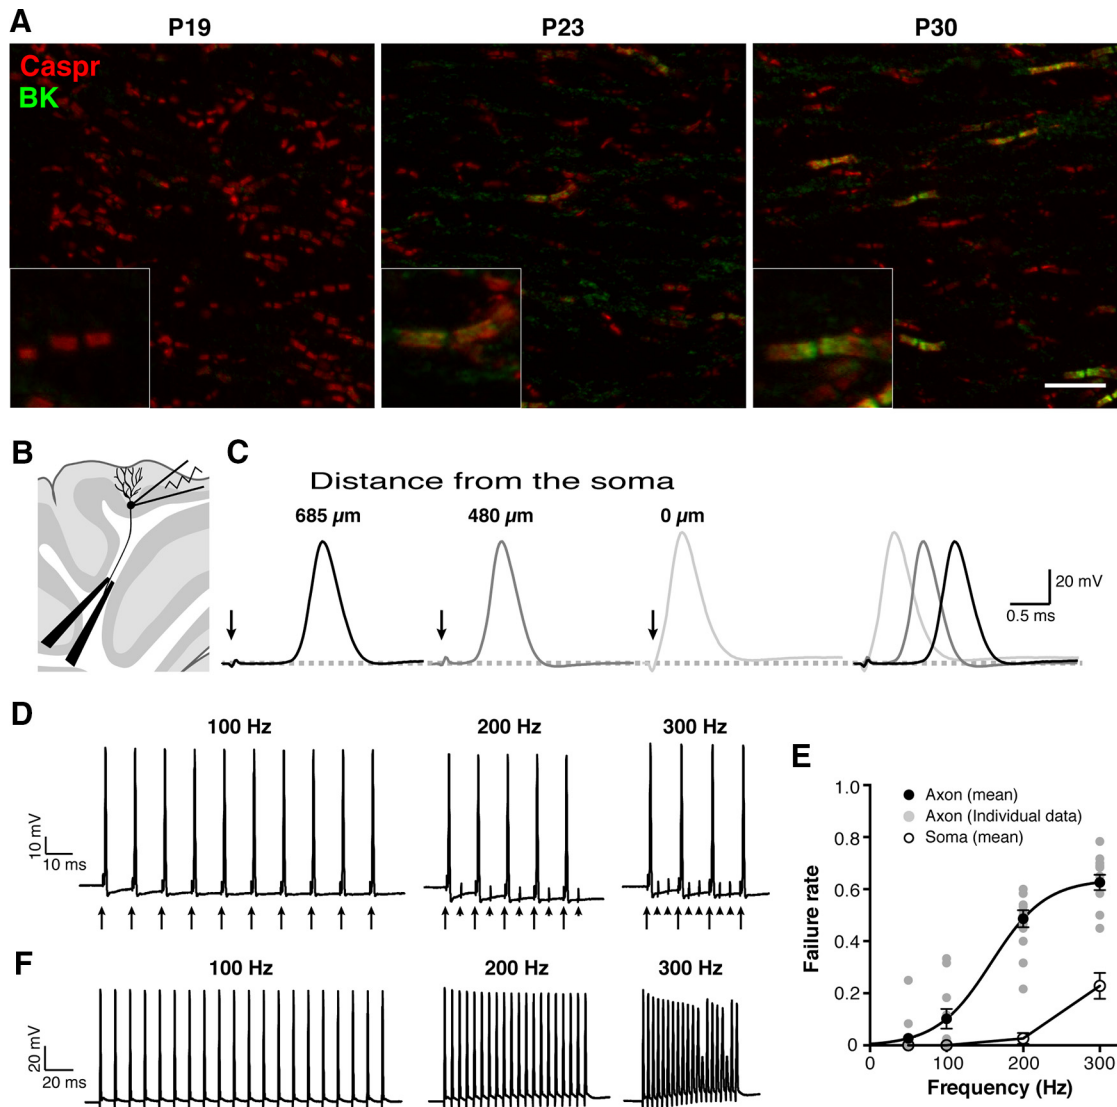 A
P19 P23 P30
Caspr
BK
B
C
Distance from the soma
685 µm 480 µm 0 µm
20 mV
0.5 ms
D
100 Hz 200 Hz 300 Hz
10 mV
10 ms
E
Axon (mean)
Axon (Individual data)
Soma (mean)
Failure rate
1.0
0.8
0.6
0.4
0.2
0
0 100 200 300
Frequency (Hz)
F
100 Hz 200 Hz 300 Hz
20 mV
20 ms